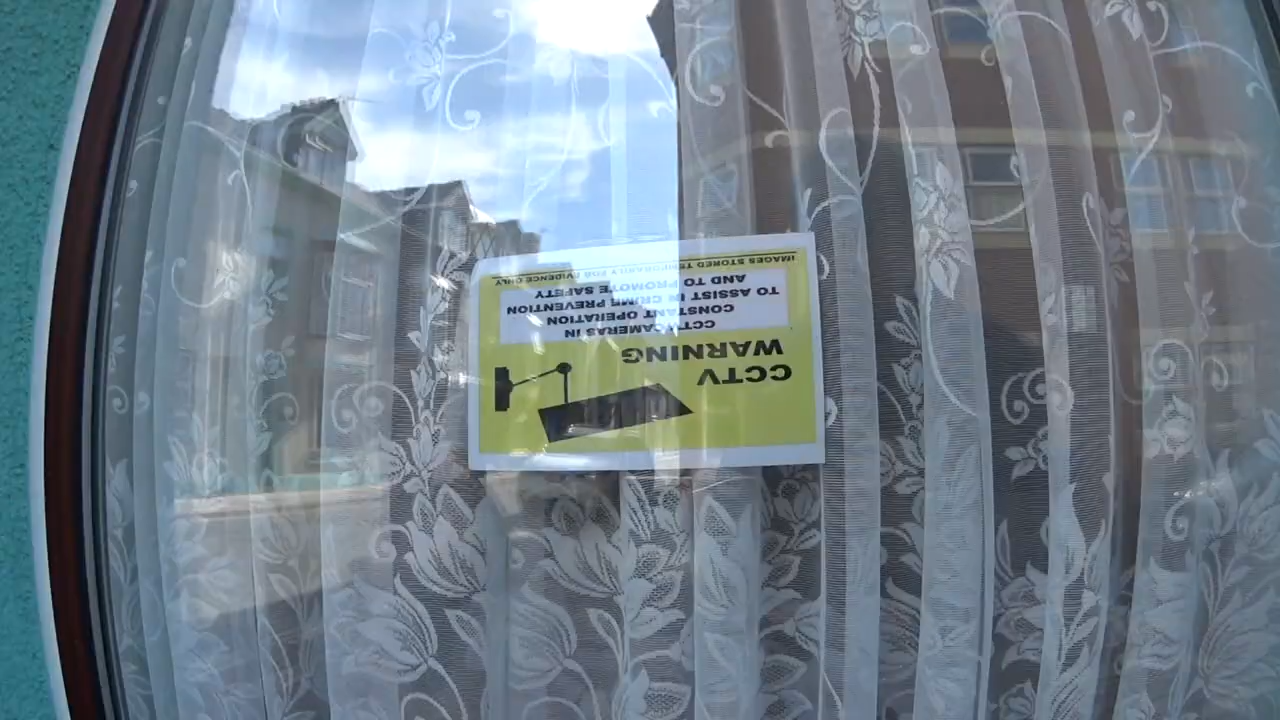 CCTV
WARNING
CCTV CAMERAS IN
CONSTANT OPERATION
TO ASSIST IN CRIME PREVENTION
AND TO PROMOTE SAFETY
IMAGES STORED TEMPORARILY FOR EVIDENCE ONLY